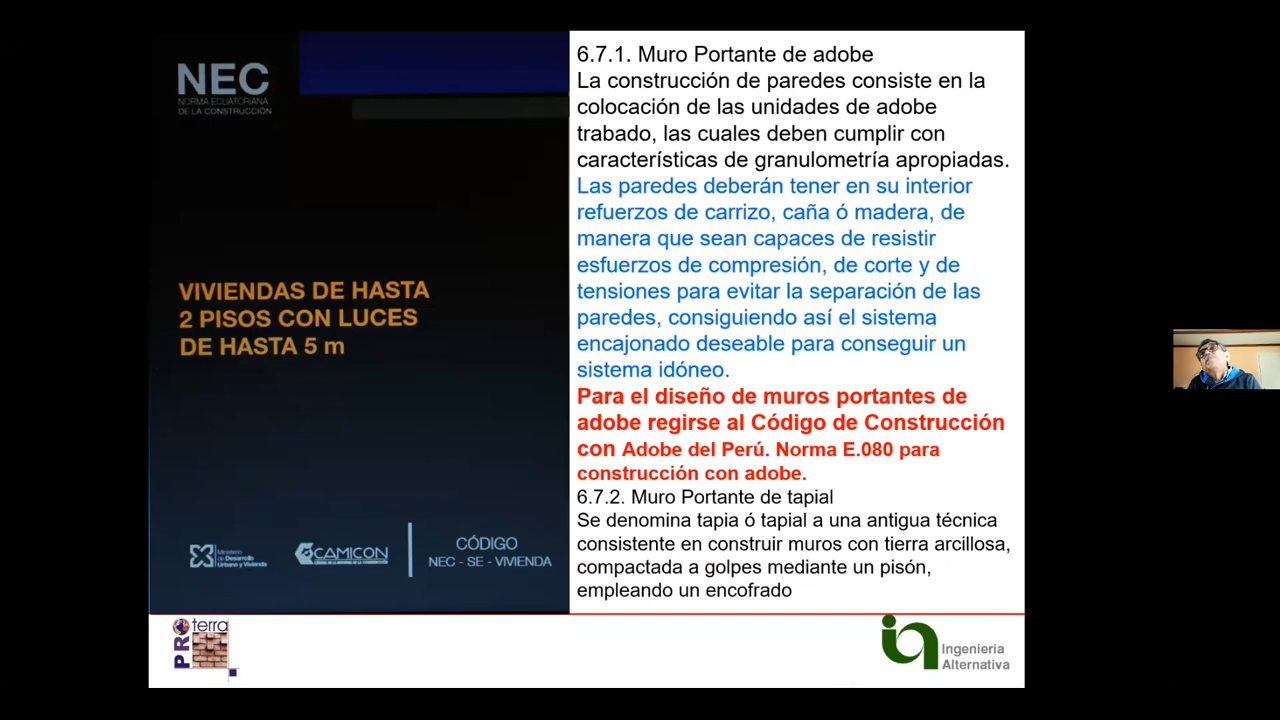 NEC
NORMA ECUATORIANA
DE LA CONSTRUCCIÓN
VIVIENDAS DE HASTA
2 PISOS CON LUCES
DE HASTA 5 m
Ministerio
de Desarrollo
Urbano y Vivienda
CAMICON
CÓDIGO
NEC - SE - VIVIENDA
6.7.1. Muro Portante de adobe
La construcción de paredes consiste en la
colocación de las unidades de adobe
trabado, las cuales deben cumplir con
características de granulometría apropiadas.
Las paredes deberán tener en su interior
refuerzos de carrizo, caña ó madera, de
manera que sean capaces de resistir
esfuerzos de compresión, de corte y de
tensiones para evitar la separación de las
paredes, consiguiendo así el sistema
encajonado deseable para conseguir un
sistema idóneo.
Para el diseño de muros portantes de
adobe regirse al Código de Construcción
con Adobe del Perú. Norma E.080 para
construcción con adobe.
6.7.2. Muro Portante de tapial
Se denomina tapia ó tapial a una antigua técnica
consistente en construir muros con tierra arcillosa,
compactada a golpes mediante un pisón,
empleando un encofrado
PROterra
ia
Ingenieria
Alternativa